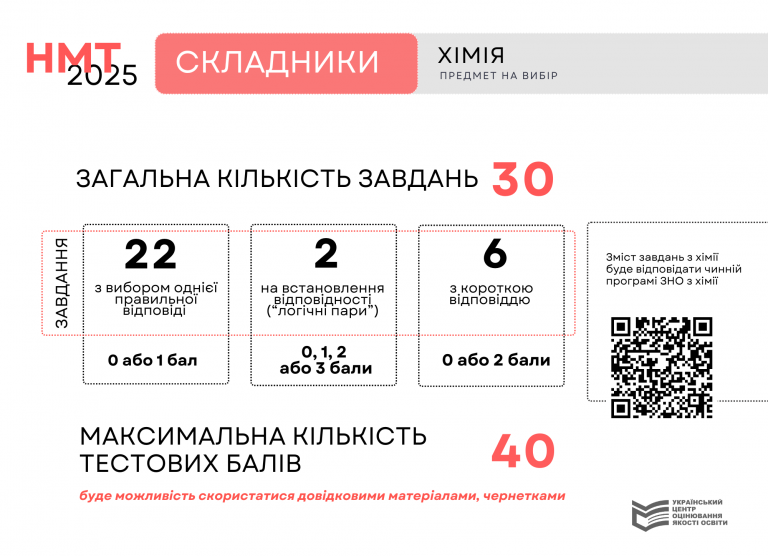 НМТ
2025
СКЛАДНИКИ
ХІМІЯ
ПРЕДМЕТ НА ВИБІР
ЗАГАЛЬНА КІЛЬКІСТЬ ЗАВДАНЬ 30
ЗАВДАННЯ
22
з вибором однієї
правильної
відповіді
0 або 1 бал
2
на встановлення
відповідності
(“логічні пари”)
0, 1, 2
або 3 бали
6
з короткою
відповіддю
0 або 2 бали
Зміст завдань з хімії
буде відповідати чинній
програмі ЗНО з хімії
МАКСИМАЛЬНА КІЛЬКІСТЬ
ТЕСТОВИХ БАЛІВ
40
буде можливість скористатися довідковими матеріалами, чернетками
УКРАЇНСЬКИЙ
ЦЕНТР
ОЦІНЮВАННЯ
ЯКОСТІ ОСВІТИ